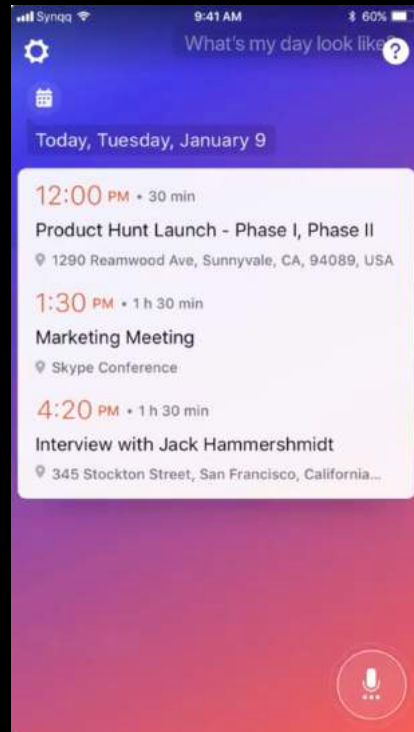 Synqq
9:41 AM
60%
What's my day look like?
?
Today, Tuesday, January 9
12:00 PM • 30 min
Product Hunt Launch - Phase I, Phase II
1290 Reamwood Ave, Sunnyvale, CA, 94089, USA
1:30 PM • 1 h 30 min
Marketing Meeting
Skype Conference
4:20 PM • 1 h 30 min
Interview with Jack Hammershmidt
345 Stockton Street, San Francisco, California...